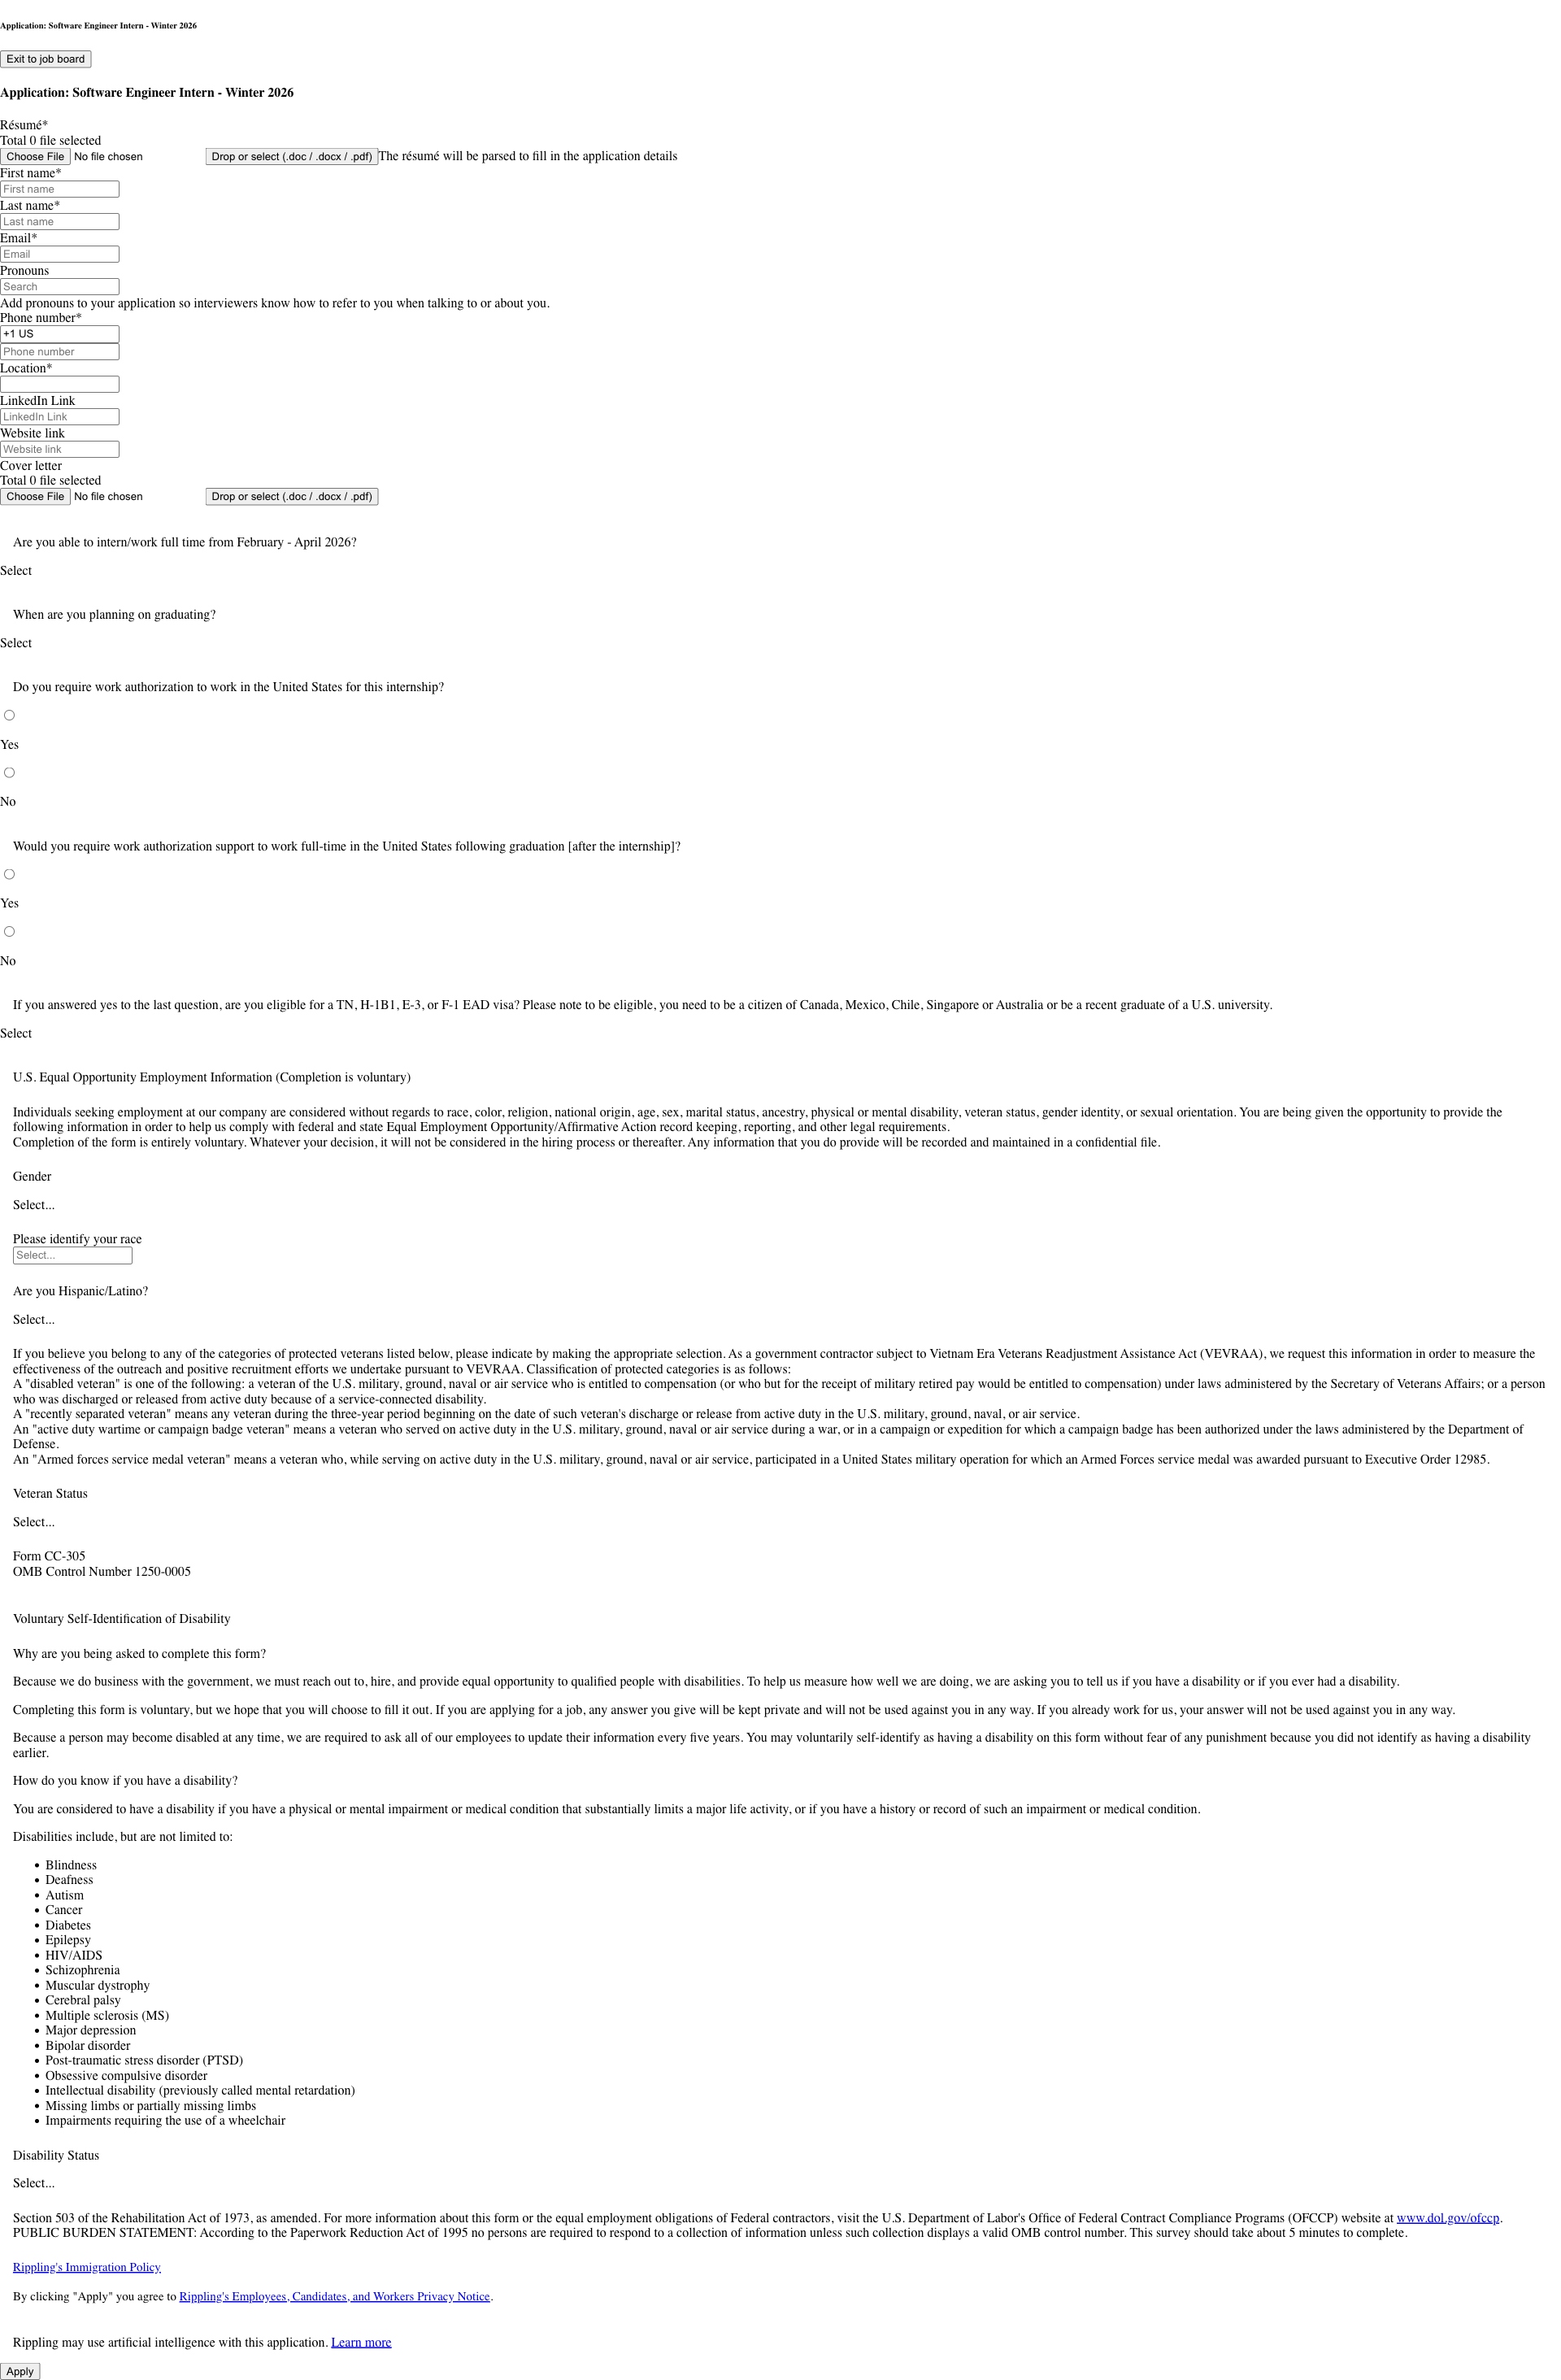 Application: Software Engineer Intern - Winter 2026
Exit to job board
Application: Software Engineer Intern - Winter 2026
Résumé*
Total 0 file selected
Choose File No file chosen Drop or select (.doc / .docx / .pdf) The résumé will be parsed to fill in the application details
First name*
First name
Last name*
Last name
Email*
Email
Pronouns
Search
Add pronouns to your application so interviewers know how to refer to you when talking to or about you.
Phone number*
+1 US
Phone number
Location*
LinkedIn Link
LinkedIn Link
Website link
Website link
Cover letter
Total 0 file selected
Choose File No file chosen Drop or select (.doc / .docx / .pdf)
Are you able to intern/work full time from February - April 2026?
Select
When are you planning on graduating?
Select
Do you require work authorization to work in the United States for this internship?
Yes
No
Would you require work authorization support to work full-time in the United States following graduation [after the internship]?
Yes
No
If you answered yes to the last question, are you eligible for a TN, H-1B1, E-3, or F-1 EAD visa? Please note to be eligible, you need to be a citizen of Canada, Mexico, Chile, Singapore or Australia or be a recent graduate of a U.S. university.
Select
U.S. Equal Opportunity Employment Information (Completion is voluntary)
Individuals seeking employment at our company are considered without regards to race, color, religion, national origin, age, sex, marital status, ancestry, physical or mental disability, veteran status, gender identity, or sexual orientation. You are being given the opportunity to provide the
following information in order to help us comply with federal and state Equal Employment Opportunity/Affirmative Action record keeping, reporting, and other legal requirements.
Completion of the form is entirely voluntary. Whatever your decision, it will not be considered in the hiring process or thereafter. Any information that you do provide will be recorded and maintained in a confidential file.
Gender
Select...
Please identify your race
Select...
Are you Hispanic/Latino?
Select...
If you believe you belong to any of the categories of protected veterans listed below, please indicate by making the appropriate selection. As a government contractor subject to Vietnam Era Veterans Readjustment Assistance Act (VEVRAA), we request this information in order to measure the
effectiveness of the outreach and positive recruitment efforts we undertake pursuant to VEVRAA. Classification of protected categories is as follows:
A "disabled veteran" is one of the following: a veteran of the U.S. military, ground, naval or air service who is entitled to compensation (or who but for the receipt of military retired pay would be entitled to compensation) under laws administered by the Secretary of Veterans Affairs; or a person
who was discharged or released from active duty because of a service-connected disability.
A "recently separated veteran" means any veteran during the three-year period beginning on the date of such veteran's discharge or release from active duty in the U.S. military, ground, naval, or air service.
An "active duty wartime or campaign badge veteran" means a veteran who served on active duty in the U.S. military, ground, naval or air service during a war, or in a campaign or expedition for which a campaign badge has been authorized under the laws administered by the Department of
Defense.
An "Armed forces service medal veteran" means a veteran who, while serving on active duty in the U.S. military, ground, naval or air service, participated in a United States military operation for which an Armed Forces service medal was awarded pursuant to Executive Order 12985.
Veteran Status
Select...
Form CC-305
OMB Control Number 1250-0005
Voluntary Self-Identification of Disability
Why are you being asked to complete this form?
Because we do business with the government, we must reach out to, hire, and provide equal opportunity to qualified people with disabilities. To help us measure how well we are doing, we are asking you to tell us if you have a disability or if you ever had a disability.
Completing this form is voluntary, but we hope that you will choose to fill it out. If you are applying for a job, any answer you give will be kept private and will not be used against you in any way. If you already work for us, your answer will not be used against you in any way.
Because a person may become disabled at any time, we are required to ask all of our employees to update their information every five years. You may voluntarily self-identify as having a disability on this form without fear of any punishment because you did not identify as having a disability
earlier.
How do you know if you have a disability?
You are considered to have a disability if you have a physical or mental impairment or medical condition that substantially limits a major life activity, or if you have a history or record of such an impairment or medical condition.
Disabilities include, but are not limited to:
• Blindness
• Deafness
• Autism
• Cancer
• Diabetes
• Epilepsy
• HIV/AIDS
• Schizophrenia
• Muscular dystrophy
• Cerebral palsy
• Multiple sclerosis (MS)
• Major depression
• Bipolar disorder
• Post-traumatic stress disorder (PTSD)
• Obsessive compulsive disorder
• Intellectual disability (previously called mental retardation)
• Missing limbs or partially missing limbs
• Impairments requiring the use of a wheelchair
Disability Status
Select...
Section 503 of the Rehabilitation Act of 1973, as amended. For more information about this form or the equal employment obligations of Federal contractors, visit the U.S. Department of Labor's Office of Federal Contract Compliance Programs (OFCCP) website at www.dol.gov/ofccp.
PUBLIC BURDEN STATEMENT: According to the Paperwork Reduction Act of 1995 no persons are required to respond to a collection of information unless such collection displays a valid OMB control number. This survey should take about 5 minutes to complete.
Rippling's Immigration Policy
By clicking "Apply" you agree to Rippling's Employees, Candidates, and Workers Privacy Notice.
Rippling may use artificial intelligence with this application. Learn more
Apply